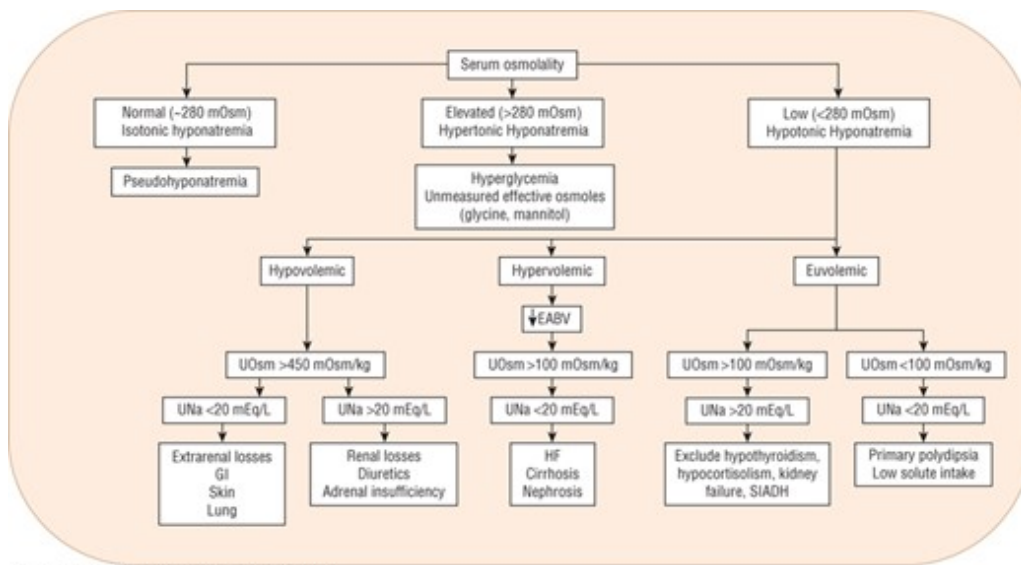 Serum osmolality
Normal (~280 mOsm)
Isotonic hyponatremia
Elevated (>280 mOsm)
Hypertonic Hyponatremia
Low (<280 mOsm)
Hypotonic Hyponatremia
Pseudohyponatremia
Hyperglycemia
Unmeasured effective osmoles
(glycine, mannitol)
Hypovolemic
Hypervolemic
Euvolemic
EABV
UOsm >450 mOsm/kg
UOsm >100 mOsm/kg
UOsm >100 mOsm/kg
UOsm <100 mOsm/kg
UNa <20 mEq/L
UNa >20 mEq/L
UNa <20 mEq/L
UNa >20 mEq/L
UNa <20 mEq/L
Extrarenal losses
GI
Skin
Lung
Renal losses
Diuretics
Adrenal insufficiency
HF
Cirrhosis
Nephrosis
Exclude hypothyroidism,
hypocortisolism, kidney
failure, SIADH
Primary polydipsia
Low solute intake